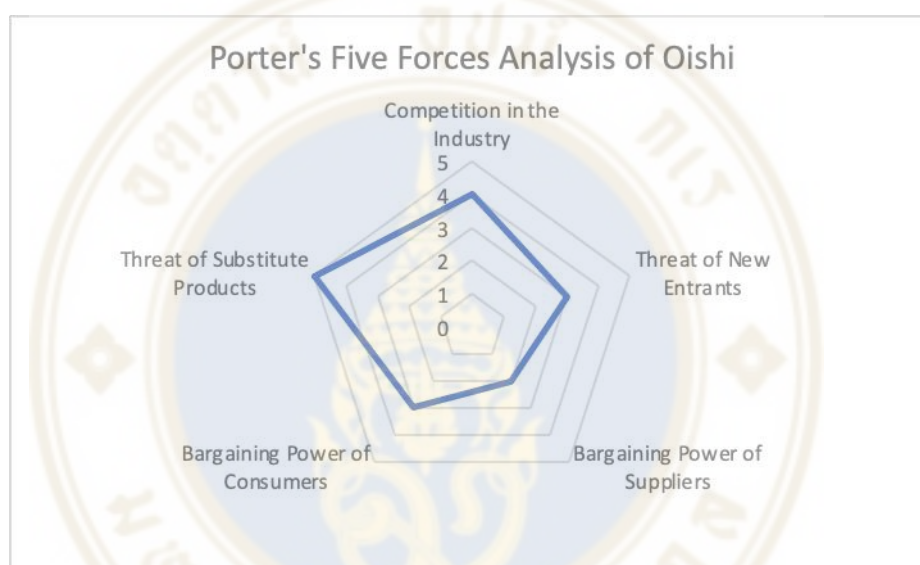 Porter's Five Forces Analysis of Oishi
Competition in the
Industry
5
4
3
2
1
0
Threat of Substitute
Products
Threat of New
Entrants
Bargaining Power of
Consumers
Bargaining Power of
Suppliers